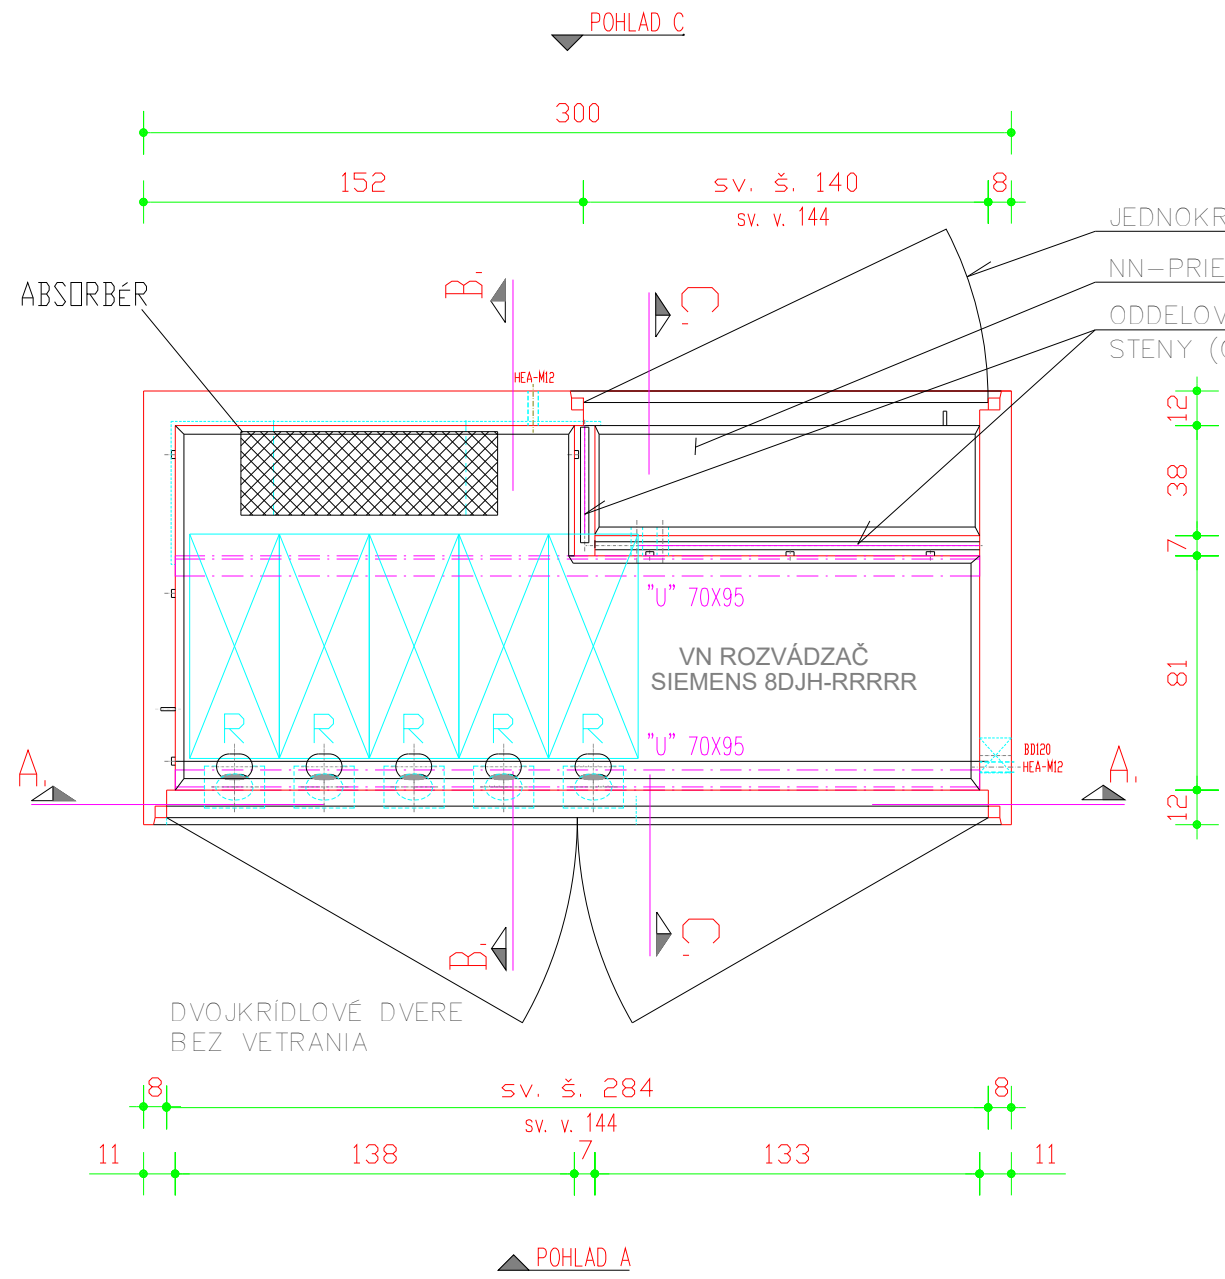 POHLAD C
300
152
sv. š. 140
8
sv. v. 144
JEDNOKR
NN-PRIE
ABSORBéR
B.
C.
ODDELOV
STENY (
HEA-M12
12
38
7
"U" 70X95
VN ROZVÁDZAČ
SIEMENS 8DJH-RRRRR
81
R R R R R
"U" 70X95
BD120
HEA-M12
A.
A.
12
B.
C.
DVOJKRÍDLOVÉ DVERE
BEZ VETRANIA
8
sv. š. 284
8
sv. v. 144
11
138
7
133
11
POHLAD A